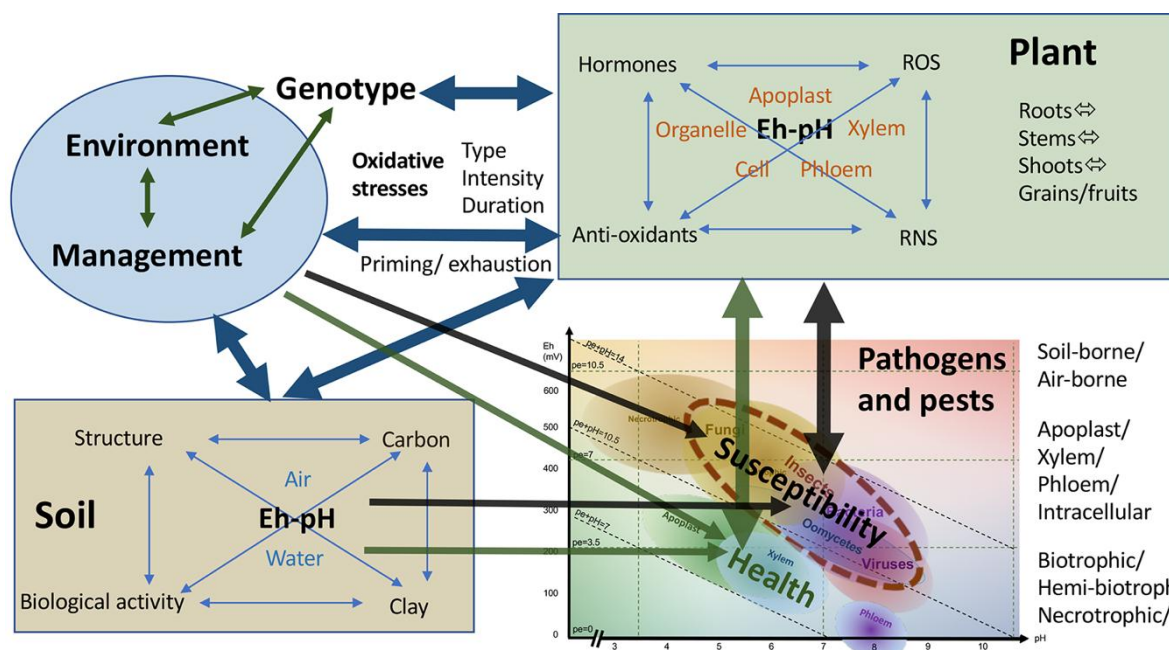 Genotype
Environment
Management
Oxidative
stresses
Type
Intensity
Duration
Priming/ exhaustion
Plant
Hormones
ROS
Apoplast
Organelle
Eh-pH
Xylem
Cell
Phloem
Anti-oxidants
RNS
Roots⇔
Stems⇔
Shoots⇔
Grains/fruits
Soil
Structure
Carbon
Air
Eh-pH
Water
Biological activity
Clay
Eh
(mV)
600
500
400
300
200
100
0
pe+pH=14
pe=10.5
pe+pH=10.5
pe=7
pe+pH=7
pe=3.5
pe=0
3
4
5
6
7
8
9
10
pH
Pathogens
and pests
Fungi
Insects
Susceptibility
Oomycetes
Viruses
Apoplast
Xylem
Health
Phloem
Soil-borne/
Air-borne
Apoplast/
Xylem/
Phloem/
Intracellular
Biotrophic/
Hemi-biotroph
Necrotrophic/